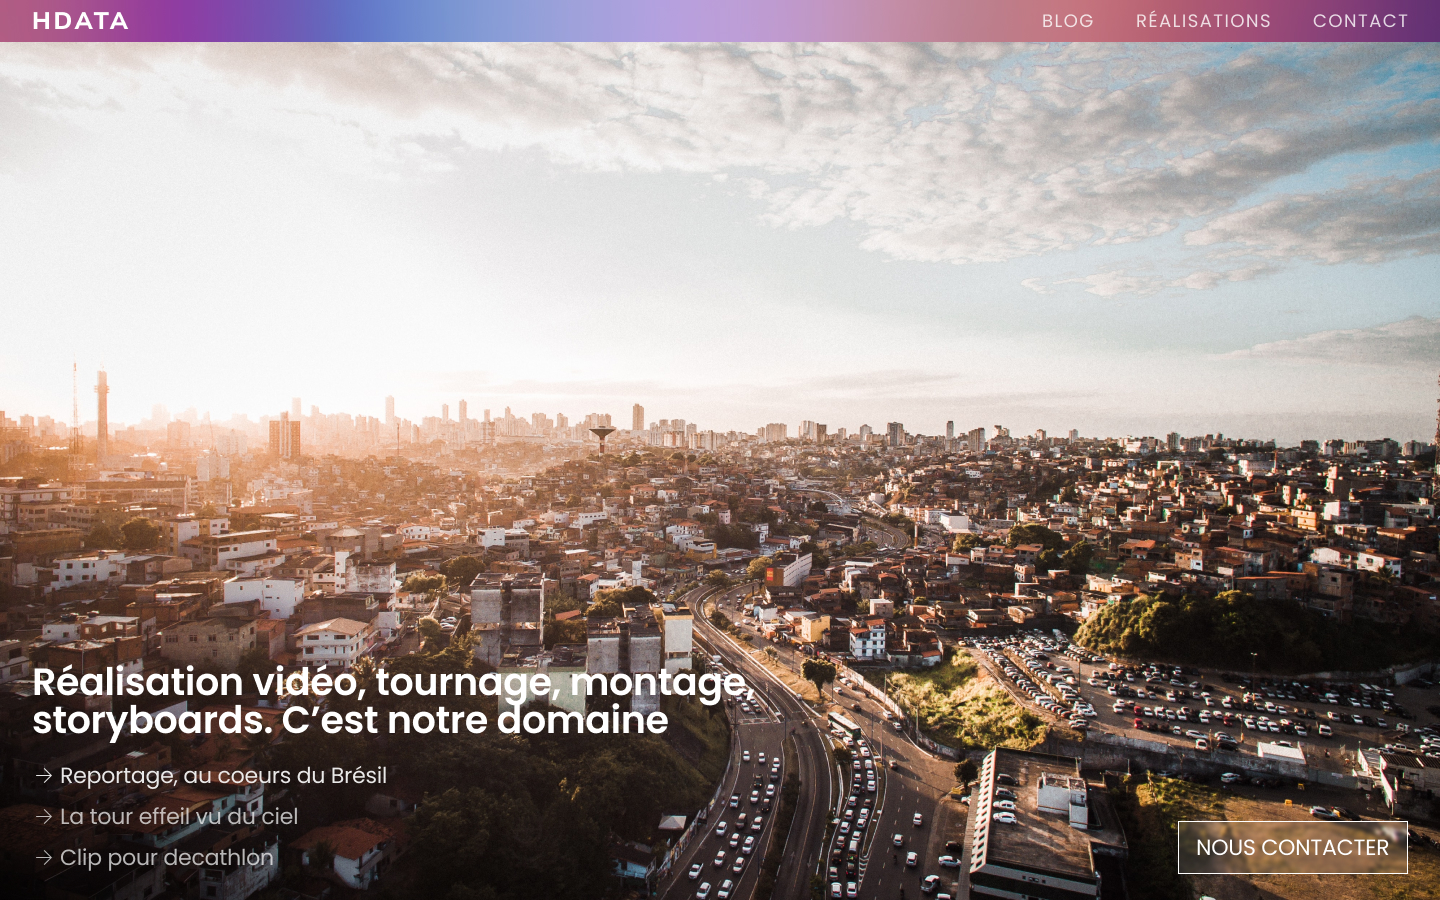 HDATA
BLOG
RÉALISATIONS
CONTACT
Réalisation vidéo, tournage, montage,
storyboards. C’est notre domaine
→ Reportage, au coeurs du Brésil
→ La tour effeil vu du ciel
→ Clip pour decathlon
NOUS CONTACTER